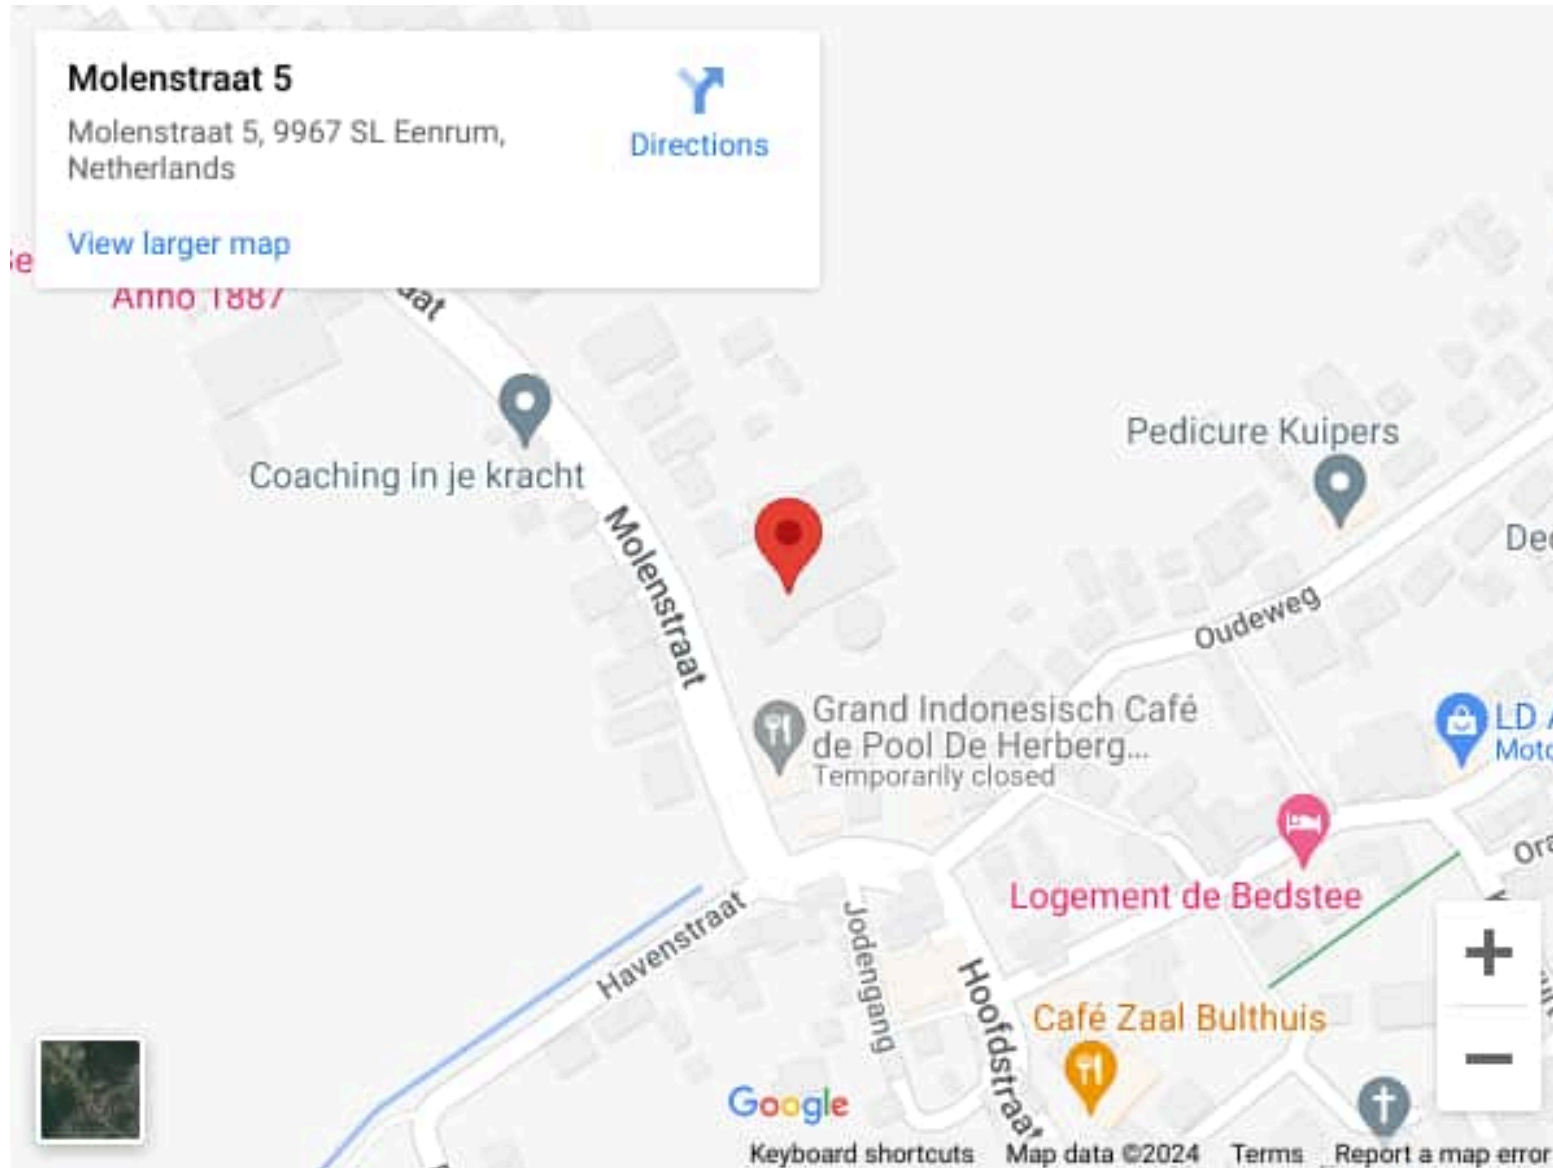 Molenstraat 5
Molenstraat 5, 9967 SL Eenrum,
Netherlands
Directions
View larger map
Anno 1887
Coaching in je kracht
Pedicure Kuipers
Molenstraat
Oudeweg
Grand Indonesisch Café
de Pool De Herberg...
Temporarily closed
LD
Logement de Bedstee
Havenstraat
Jodengang
Hoofdstraat
Café Zaal Bulthuis
Google
Keyboard shortcuts Map data ©2024 Terms Report a map error